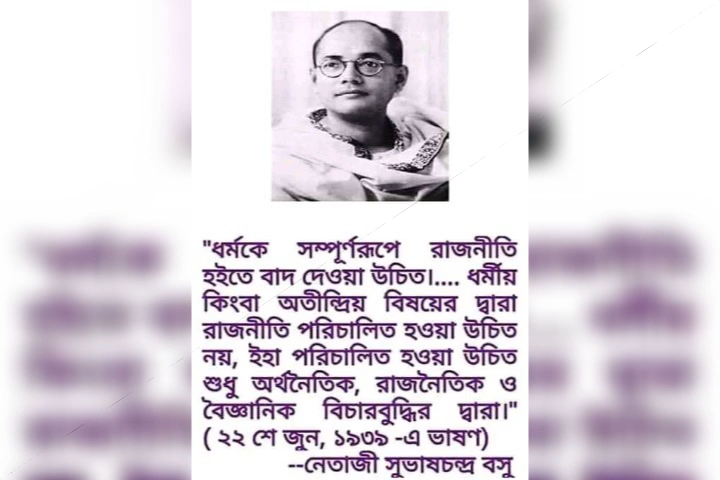 "ধর্মকে সম্পূর্ণরূপে রাজনীতি
হইতে বাদ দেওয়া উচিত।.... ধর্মীয়
কিংবা অতীন্দ্রিয় বিষয়ের দ্বারা
রাজনীতি পরিচালিত হওয়া উচিত
নয়, ইহা পরিচালিত হওয়া উচিত
শুধু অর্থনৈতিক, রাজনৈতিক ও
বৈজ্ঞানিক বিচারবুদ্ধির দ্বারা।"
( ২২ শে জুন, ১৯৩৯ -এ ভাষণ)
--নেতাজী সুভাষচন্দ্র বসু